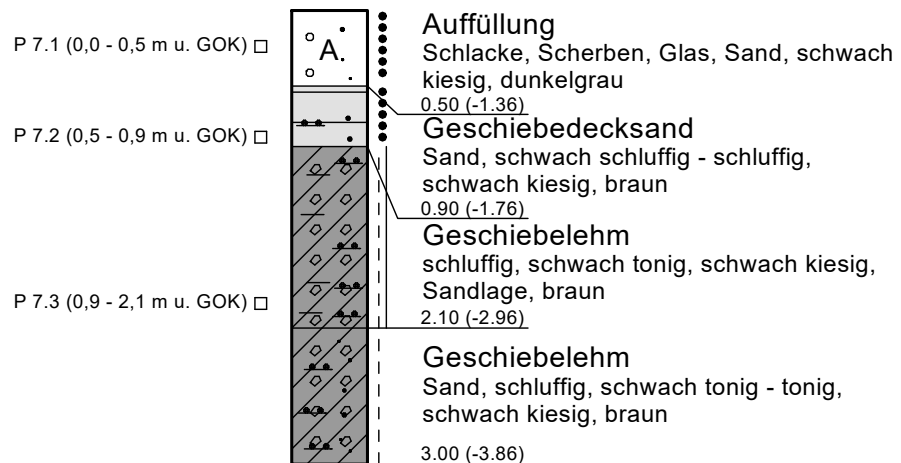 P 7.1 (0,0 - 0,5 m u. GOK)
A
Auffüllung
Schlacke, Scherben, Glas, Sand, schwach
kiesig, dunkelgrau
0.50 (-1.36)
P 7.2 (0,5 - 0,9 m u. GOK)
Geschiebedecksand
Sand, schwach schluffig - schluffig,
schwach kiesig, braun
0.90 (-1.76)
Geschiebelehm
schluffig, schwach tonig, schwach kiesig,
Sandlage, braun
P 7.3 (0,9 - 2,1 m u. GOK)
2.10 (-2.96)
Geschiebelehm
Sand, schluffig, schwach tonig - tonig,
schwach kiesig, braun
3.00 (-3.86)